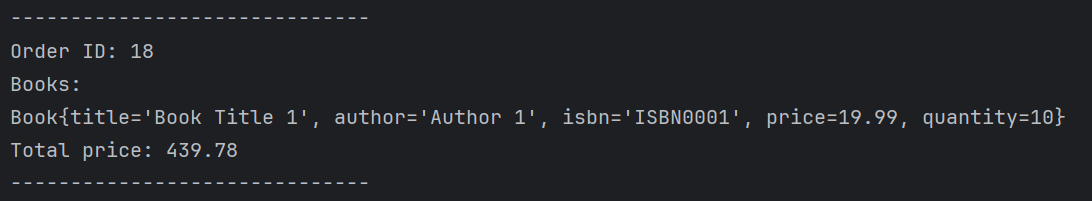 ------------------------------
Order ID: 18
Books:
Book{title='Book Title 1', author='Author 1', isbn='ISBN0001', price=19.99, quantity=10}
Total price: 439.78
------------------------------